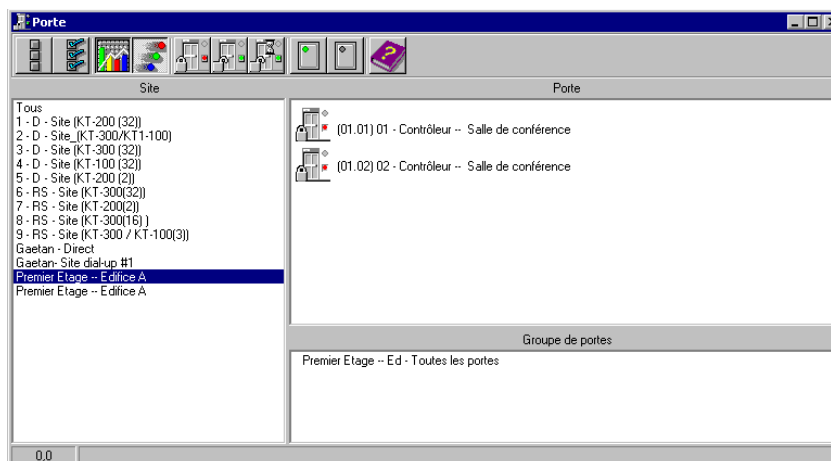 Porte
Site
Porte
Tous
1 - D - Site (KT-200 (32))
2 - D - Site_(KT-300/KT1-100)
3 - D - Site (KT-300 (32))
4 - D - Site (KT-100 (32))
5 - D - Site (KT-200 (2))
6 - RS - Site (KT-300(32))
7 - RS - Site (KT-200(2))
8 - RS - Site (KT-300(16) )
9 - RS - Site (KT-300 / KT-100(3))
Gaetan - Direct
Gaetan- Site dial-up #1
Premier Etage -- Edifice A
Premier Etage -- Edifice A
(01.01) 01 - Contrôleur -- Salle de conférence
(01.02) 02 - Contrôleur -- Salle de conférence
Groupe de portes
Premier Etage -- Ed - Toutes les portes
0,0